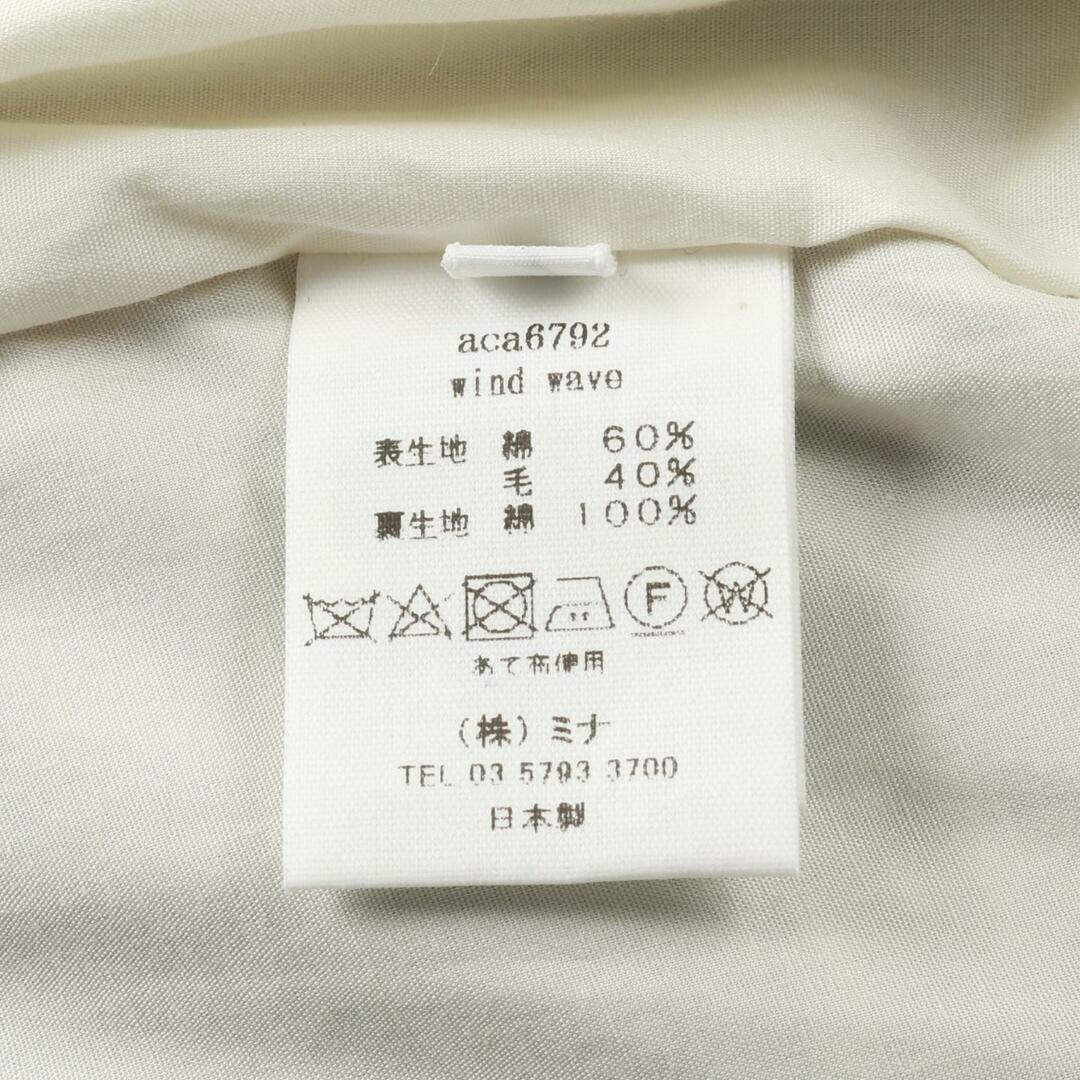 aca6792
wind wave
表生地 綿 60%
毛 40%
裏生地 綿 100%
F W
あて布使用
(株) ミナ
TEL 03 5793 3700
日本製